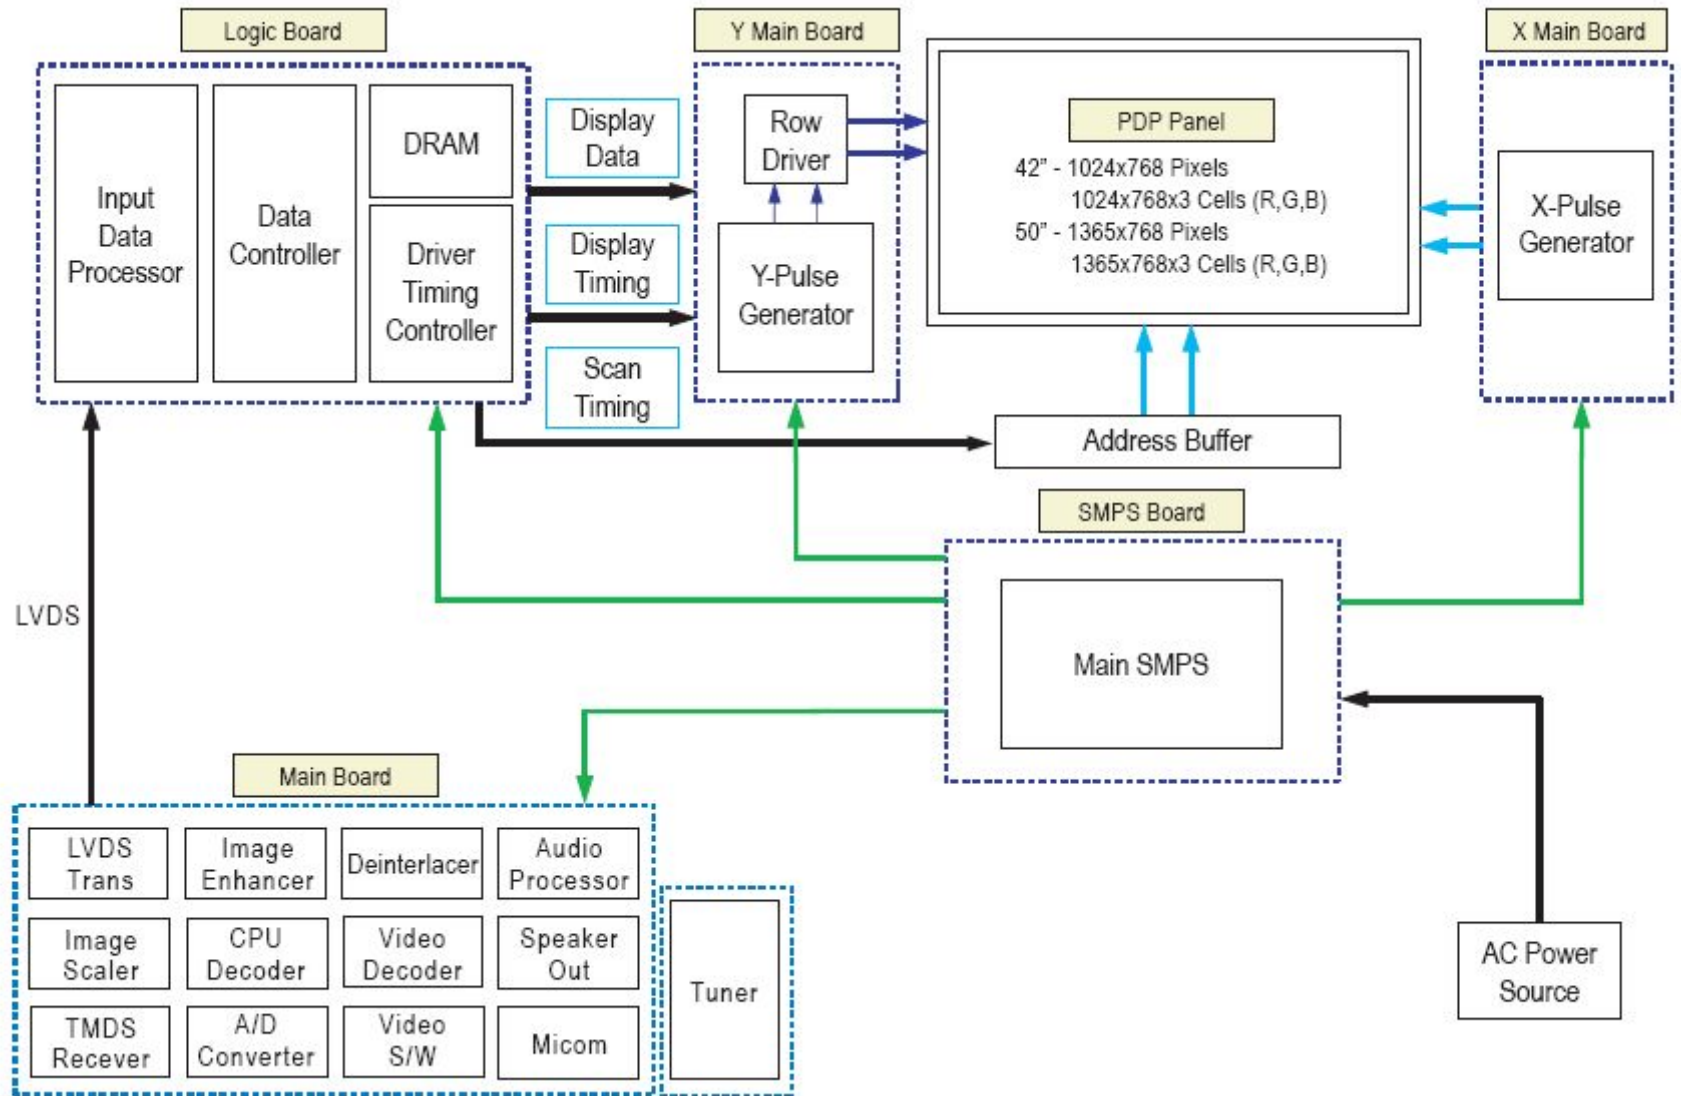 Logic Board
Input
Data
Processor
Data
Controller
DRAM
Driver
Timing
Controller
Display
Data
Display
Timing
Scan
Timing
Y Main Board
Row
Driver
Y-Pulse
Generator
PDP Panel
42” - 1024x768 Pixels
1024x768x3 Cells (R,G,B)
50” - 1365x768 Pixels
1365x768x3 Cells (R,G,B)
X Main Board
X-Pulse
Generator
Address Buffer
SMPS Board
Main SMPS
LVDS
Main Board
LVDS
Trans
Image
Enhancer
Deinterlacer
Audio
Processor
Image
Scaler
CPU
Decoder
Video
Decoder
Speaker
Out
TMDS
Recever
A/D
Converter
Video
S/W
Micom
Tuner
AC Power
Source